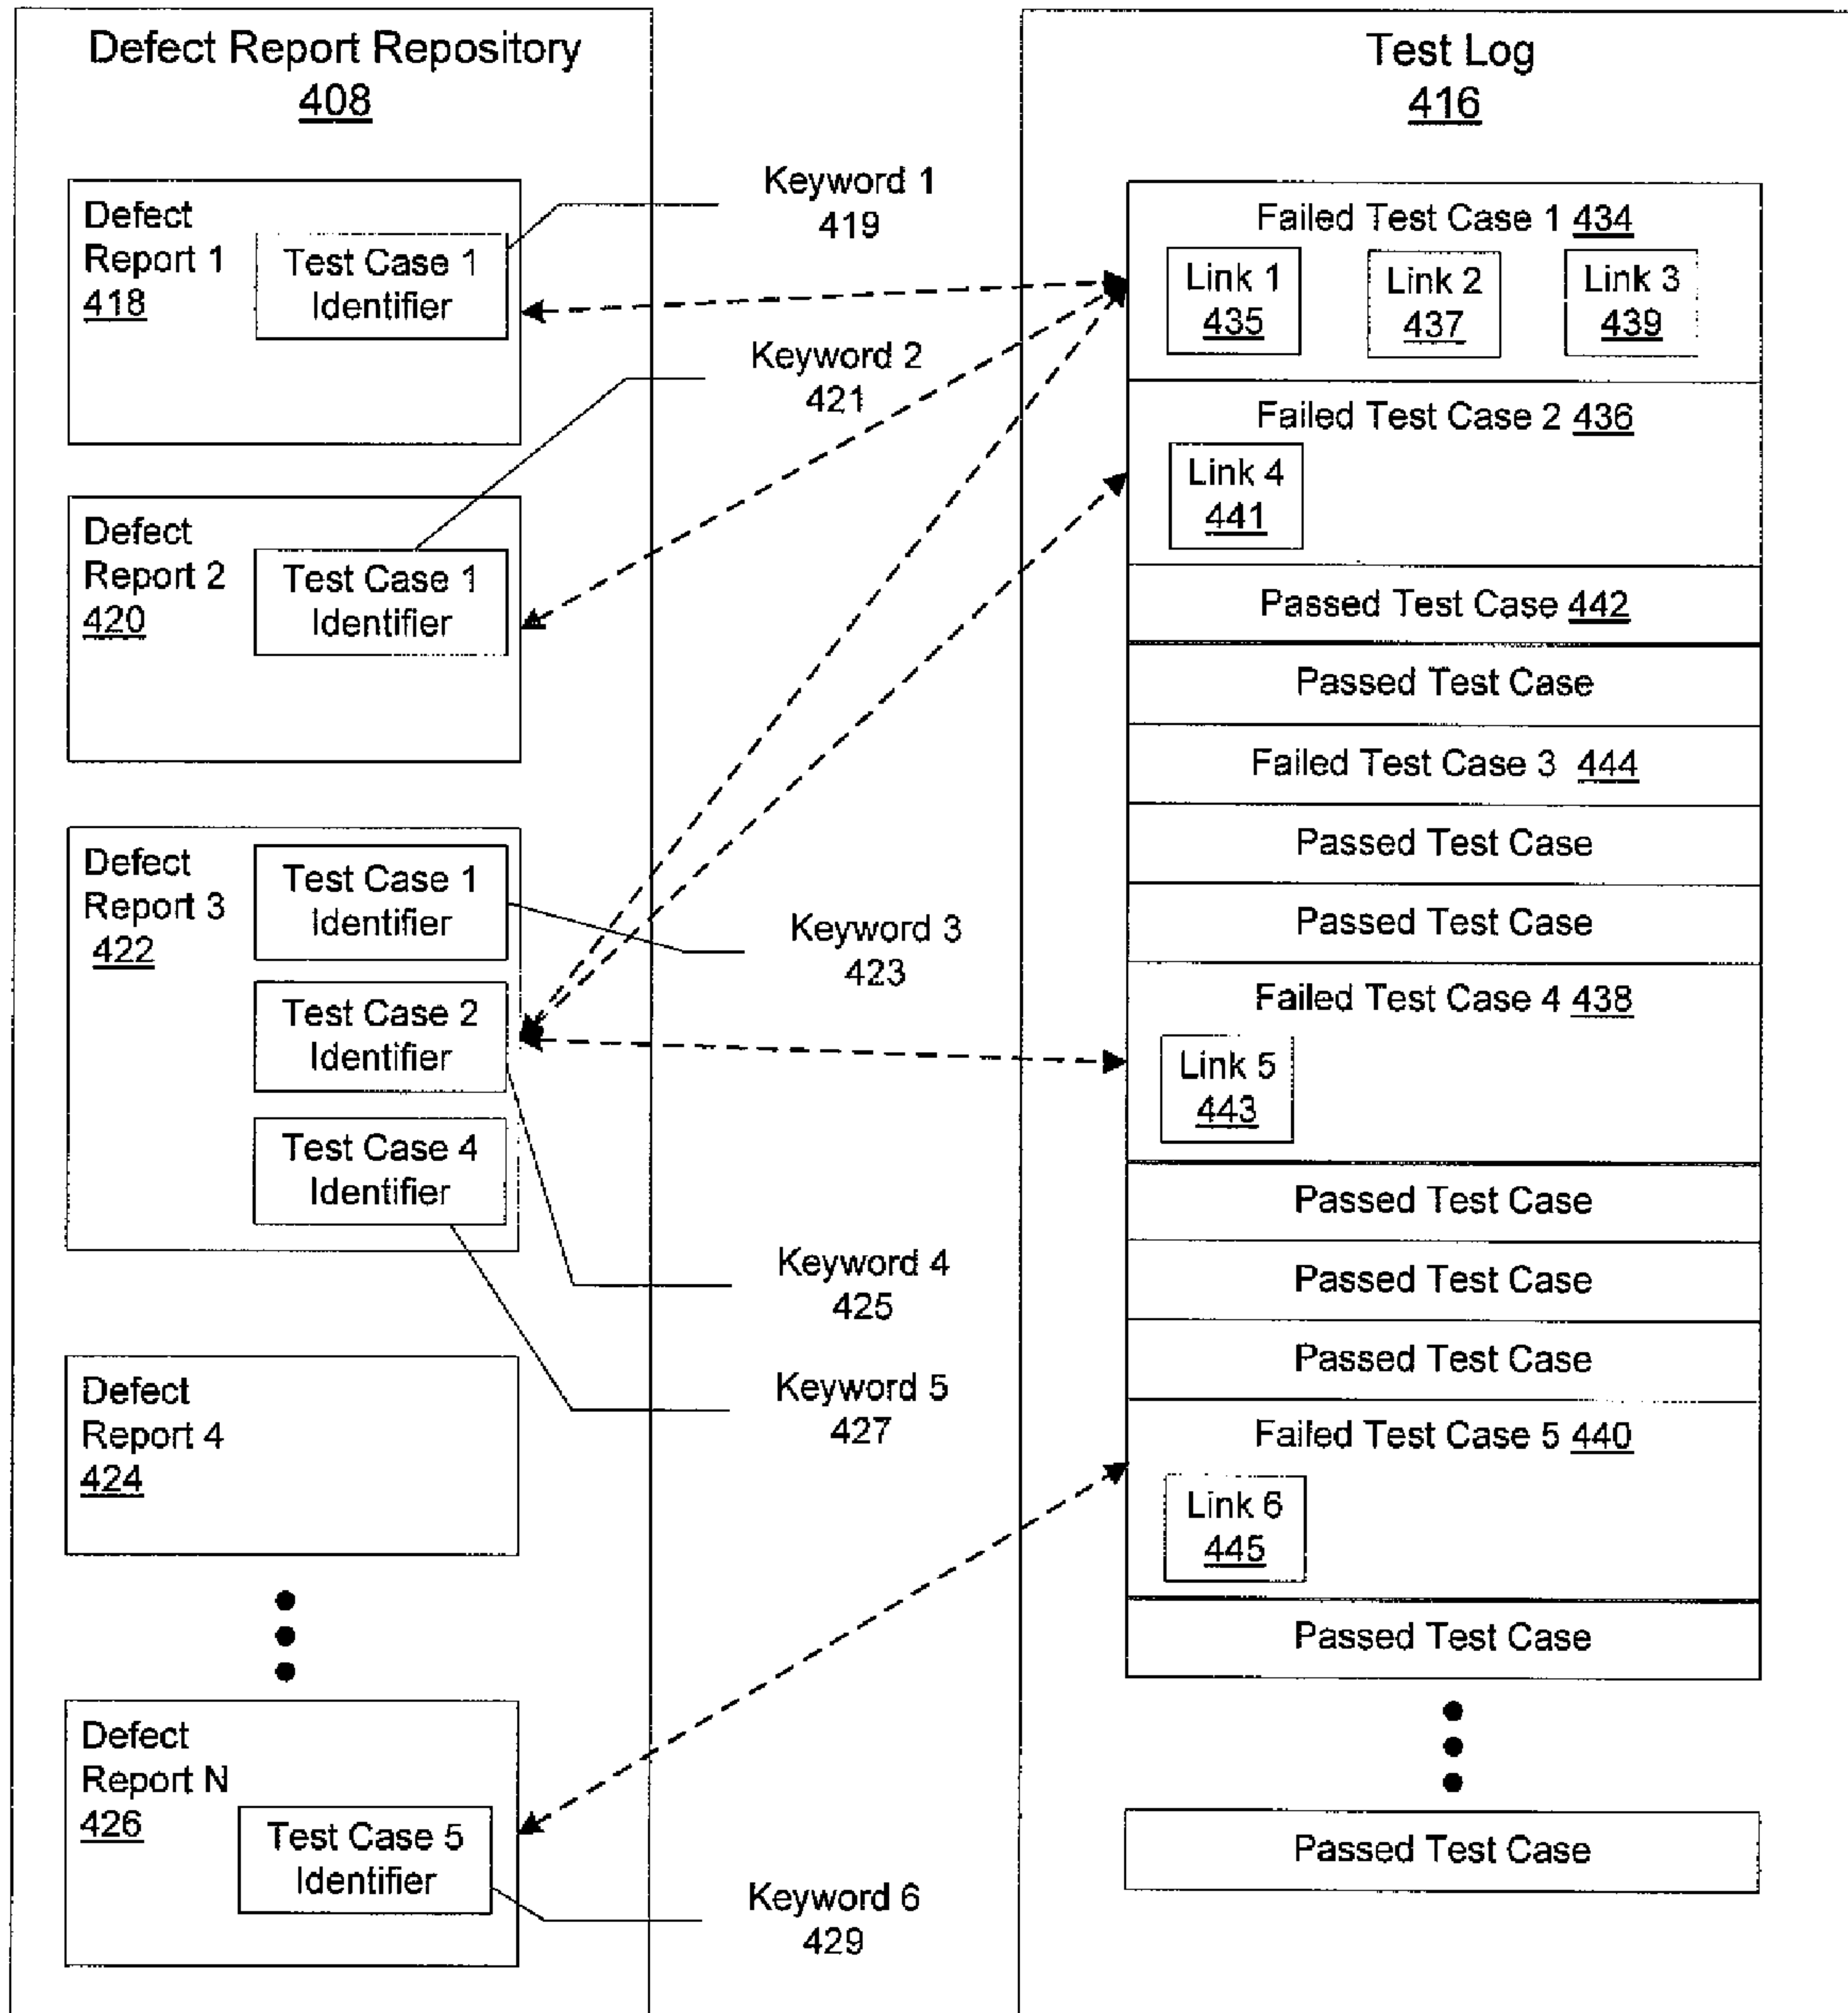 Defect Report Repository
408
Defect
Report 1
418
Test Case 1
Identifier
Defect
Report 2
420
Test Case 1
Identifier
Defect
Report 3
422
Test Case 1
Identifier
Test Case 2
Identifier
Test Case 4
Identifier
Defect
Report 4
424
Defect
Report N
426
Test Case 5
Identifier
Keyword 1
419
Keyword 2
421
Keyword 3
423
Keyword 4
425
Keyword 5
427
Keyword 6
429
Test Log
416
Failed Test Case 1 434
Link 1
435
Link 2
437
Link 3
439
Failed Test Case 2 436
Link 4
441
Passed Test Case 442
Passed Test Case
Failed Test Case 3 444
Passed Test Case
Passed Test Case
Failed Test Case 4 438
Link 5
443
Passed Test Case
Passed Test Case
Passed Test Case
Failed Test Case 5 440
Link 6
445
Passed Test Case
Passed Test Case